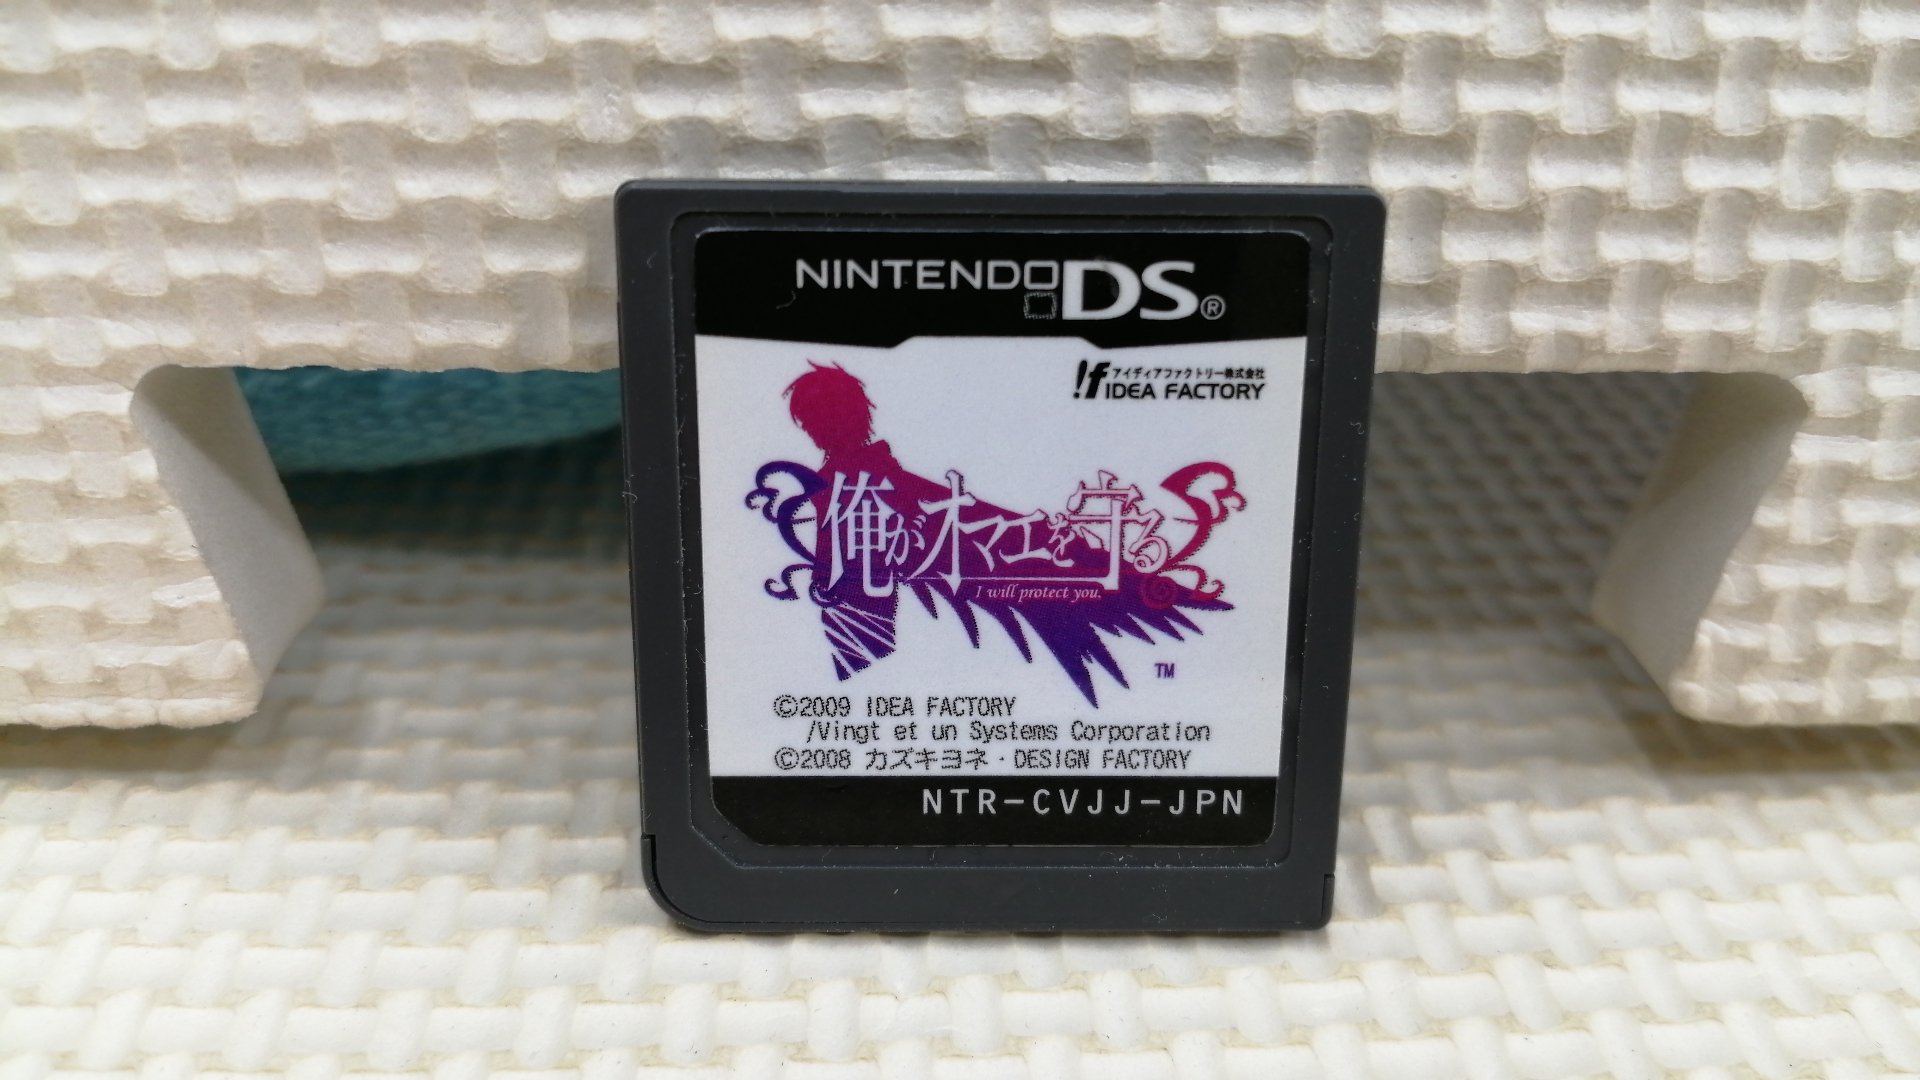 NINTENDO DS®
アイディアファクトリー株式会社
IDEA FACTORY
俺がオマエを守る
I will protect you.
TM
©2009 IDEA FACTORY
/Vingt et un Systems Corporation
©2008 カズキヨネ・DESIGN FACTORY
NTR-CVJJ-JPN